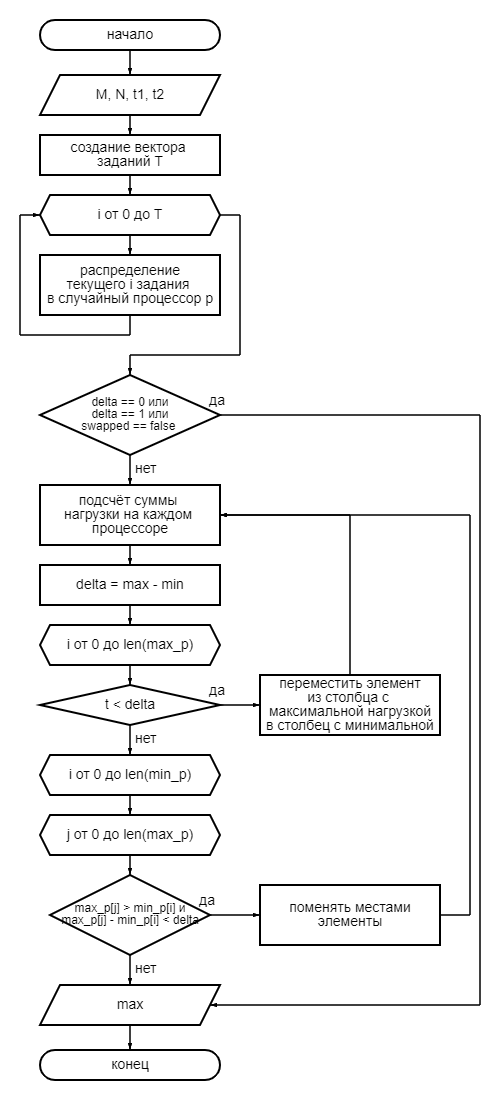 начало
M, N, t1, t2
создание вектора
заданий T
i от 0 до T
распределение
текущего i задания
в случайный процессор p
delta == 0 или
delta == 1 или
swapped == false
да
нет
подсчёт суммы
нагрузки на каждом
процессоре
delta = max - min
i от 0 до len(max_p)
t < delta
да
переместить элемент
из столбца с
максимальной нагрузкой
в столбец с минимальной
нет
i от 0 до len(min_p)
j от 0 до len(max_p)
max_p[j] > min_p[i] и
max_p[j] - min_p[i] < delta
да
поменять местами
элементы
нет
max
конец